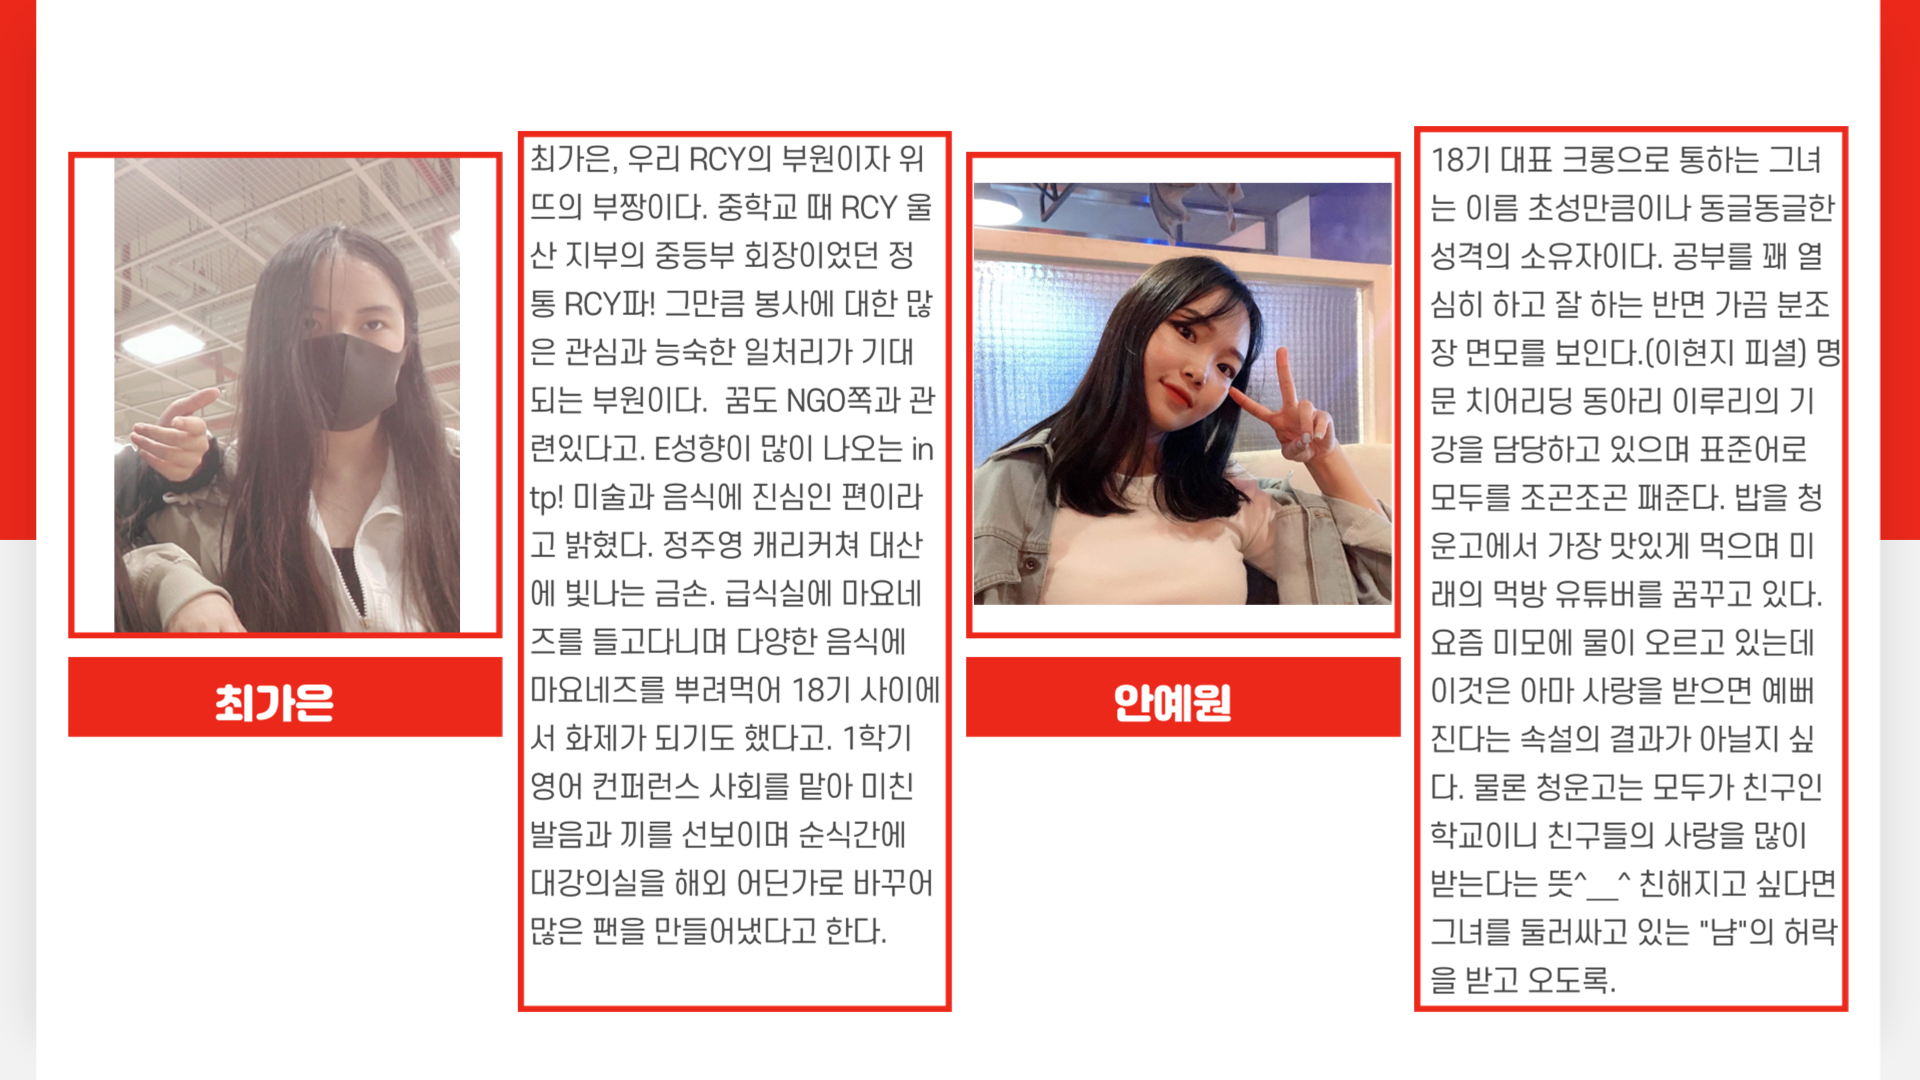 최가은
최가은, 우리 RCY의 부원이자 위
뜨의 부짱이다. 중학교 때 RCY 울
산 지부의 중등부 회장이었던 정
통 RCY파! 그만큼 봉사에 대한 많
은 관심과 능숙한 일처리가 기대
되는 부원이다. 꿈도 NGO쪽과 관
련있다고. E성향이 많이 나오는 in
tp! 미술과 음식에 진심인 편이라
고 밝혔다. 정주영 캐리커쳐 대산
에 빛나는 금손. 급식실에 마요네
즈를 들고다니며 다양한 음식에
마요네즈를 뿌려먹어 18기 사이에
서 화제가 되기도 했다고. 1학기
영어 컨퍼런스 사회를 맡아 미친
발음과 끼를 선보이며 순식간에
대강의실을 해외 어딘가로 바꾸어
많은 팬을 만들어냈다고 한다.
안예원
18기 대표 크롱으로 통하는 그녀
는 이름 초성만큼이나 동글동글한
성격의 소유자이다. 공부를 꽤 열
심히 하고 잘 하는 반면 가끔 분조
장 면모를 보인다.(이현지 피셜) 명
문 치어리딩 동아리 이루리의 기
강을 담당하고 있으며 표준어로
모두를 조곤조곤 패준다. 밥을 청
운고에서 가장 맛있게 먹으며 미
래의 먹방 유튜버를 꿈꾸고 있다.
요즘 미모에 물이 오르고 있는데
이것은 아마 사랑을 받으면 예뻐
진다는 속설의 결과가 아닐지 싶
다. 물론 청운고는 모두가 친구인
학교이니 친구들의 사랑을 많이
받는다는 뜻^__^ 친해지고 싶다면
그녀를 둘러싸고 있는 "냠"의 허락
을 받고 오도록.